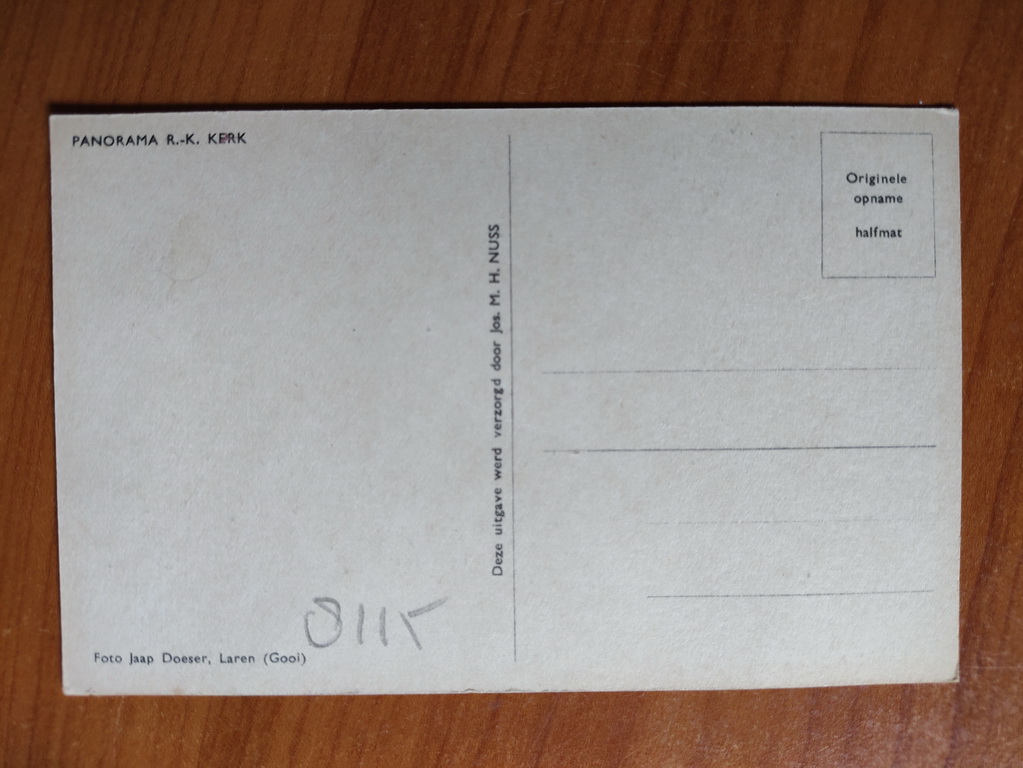 PANORAMA R.-K. KERK
Deze uitgave werd verzorgd door Jos. M. H. NUSS
Originele
opname
halfmat
8115
Foto Jaap Doeser, Laren (Gooi)